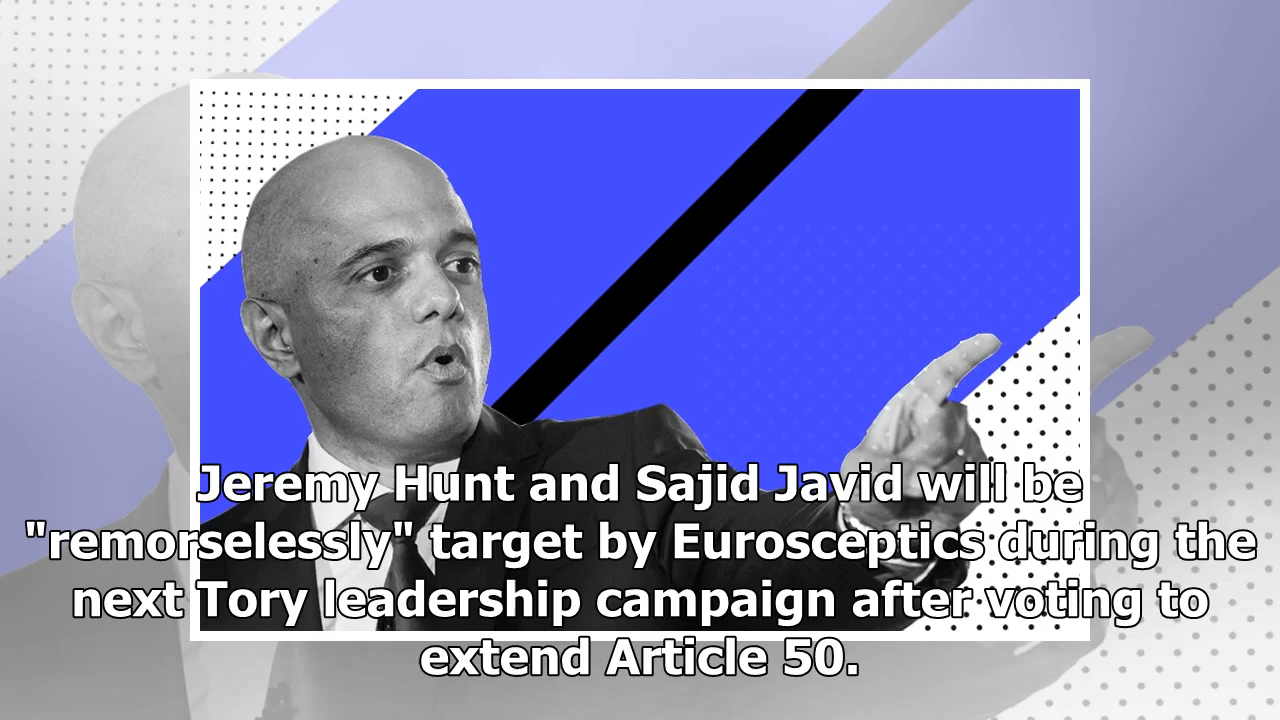 Jeremy Hunt and Sajid Javid will be
"remorselessly" target by Eurosceptics during the
next Tory leadership campaign after voting to
extend Article 50.